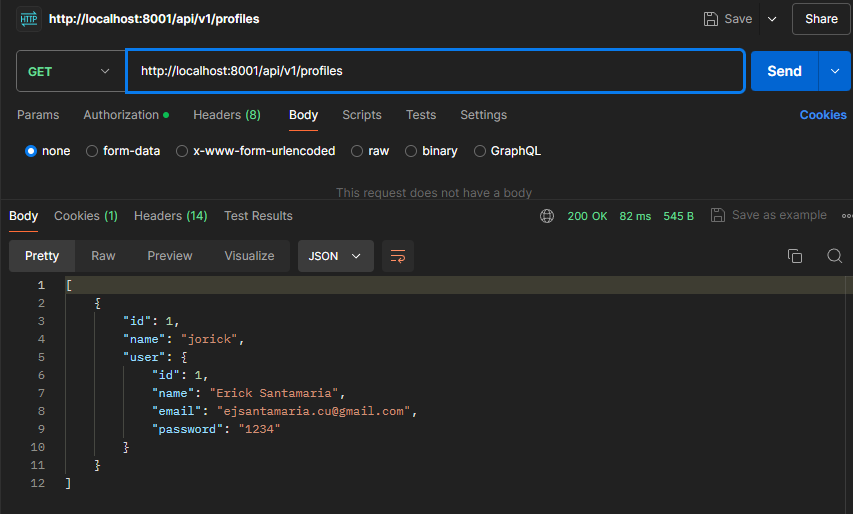 HTTP http://localhost:8001/api/v1/profiles Save Share
GET http://localhost:8001/api/v1/profiles Send
Params Authorization Headers (8) Body Scripts Tests Settings Cookies
none form-data x-www-form-urlencoded raw binary GraphQL
This request does not have a body
Body Cookies (1) Headers (14) Test Results 200 OK 82 ms 545 B Save as example
Pretty Raw Preview Visualize JSON
1 [
2 {
3 "id": 1,
4 "name": "jorick",
5 "user": {
6 "id": 1,
7 "name": "Erick Santamaria",
8 "email": "ejsantamaria.cu@gmail.com",
9 "password": "1234"
10 }
11 }
12 ]